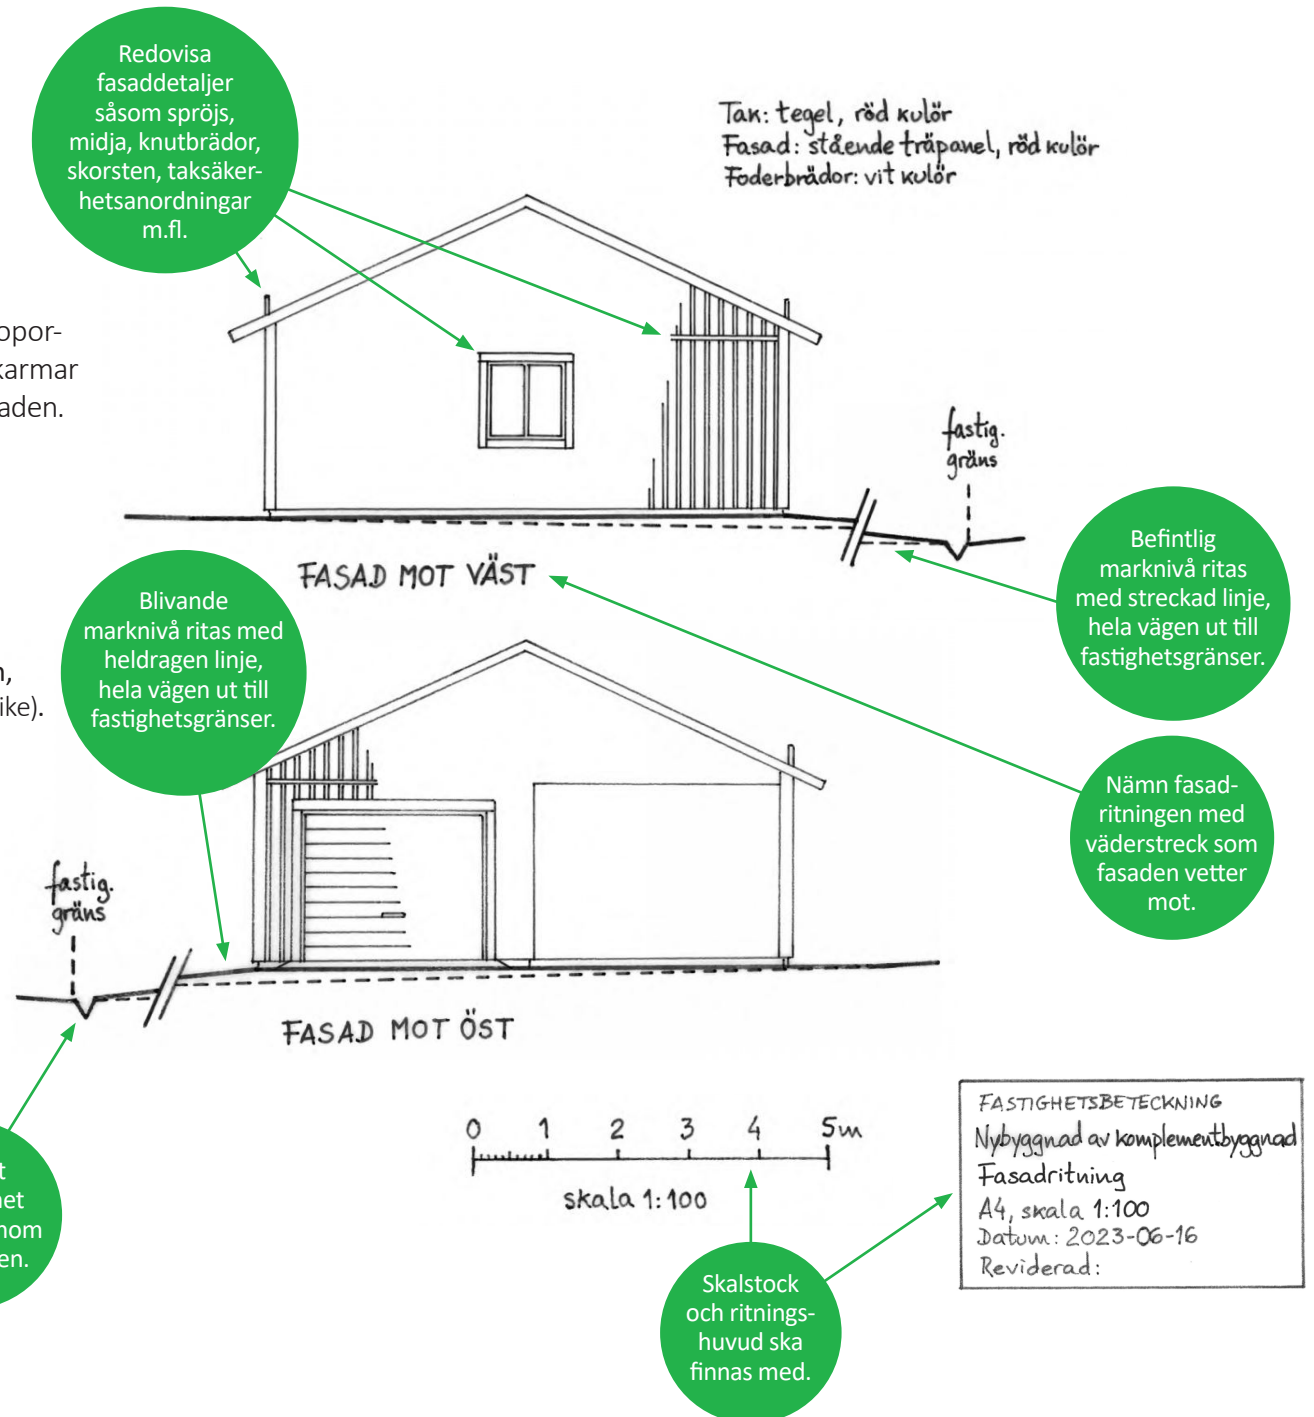 Redovisa
fasaddetaljer
såsom spröjs,
midja, knutbrädor,
skorsten, taksäker-
hetsanordningar
m.fl.
Tak: tegel, röd kulör
Fasad: stående träpanel, röd kulör
Foderbrädor: vit kulör
opor-
karmar
aden.
fastig.
gräns
Befintlig
marknivå ritas
med streckad linje,
hela vägen ut till
fastighetsgränser.
FASAD MOT VÄST
Blivande
marknivå ritas med
heldragen linje,
hela vägen ut till
fastighetsgränser.
n,
ike).
Nämn fasad-
ritningen med
väderstreck som
fasaden vetter
mot.
fastig.
gräns
FASAD MOT ÖST
t
net
nom
en.
0 1 2 3 4 5m
skala 1:100
FASTIGHETSBETECKNING
Nybyggnad av komplementbyggnad
Fasadritning
A4, skala 1:100
Datum: 2023-06-16
Reviderad:
Skalstock
och ritnings-
huvud ska
finnas med.